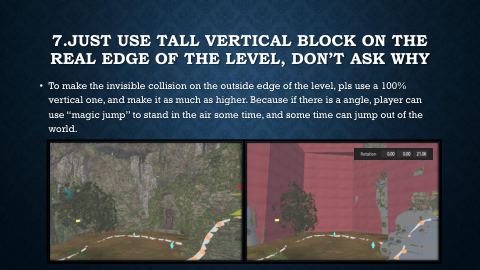 7.JUST USE TALL VERTICAL BLOCK ON THE
REAL EDGE OF THE LEVEL, DON'T ASK WHY
• To make the invisible collision on the outside edge of the level, pls use a 100%
vertical one, and make it as much as higher. Because if there is a angle, player can
use “magic jump” to stand in the air some time, and some time can jump out of the
world.
Rotation 0.00 0.00 21.06